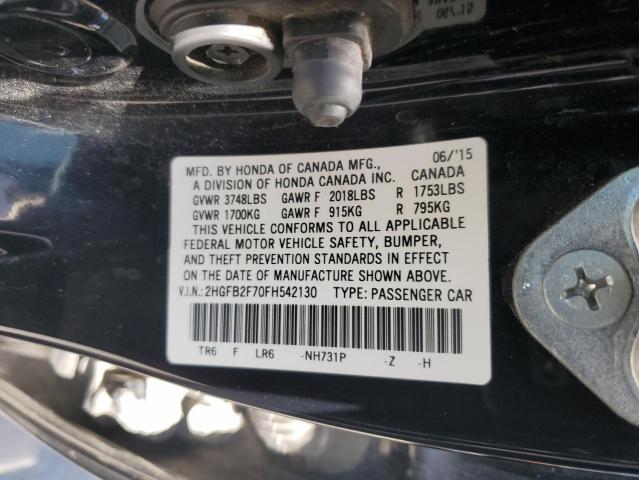 MFD. BY HONDA OF CANADA MFG., 06/'15
A DIVISION OF HONDA CANADA INC. CANADA
GVWR 3748LBS GAWR F 2018LBS R 1753LBS
GVWR 1700KG GAWR F 915KG R 795KG
THIS VEHICLE CONFORMS TO ALL APPLICABLE
FEDERAL MOTOR VEHICLE SAFETY, BUMPER,
AND THEFT PREVENTION STANDARDS IN EFFECT
ON THE DATE OF MANUFACTURE SHOWN ABOVE.
V.I.N.: 2HGFB2F70FH542130 TYPE: PASSENGER CAR
TR6 F LR6 -NH731P -Z -H